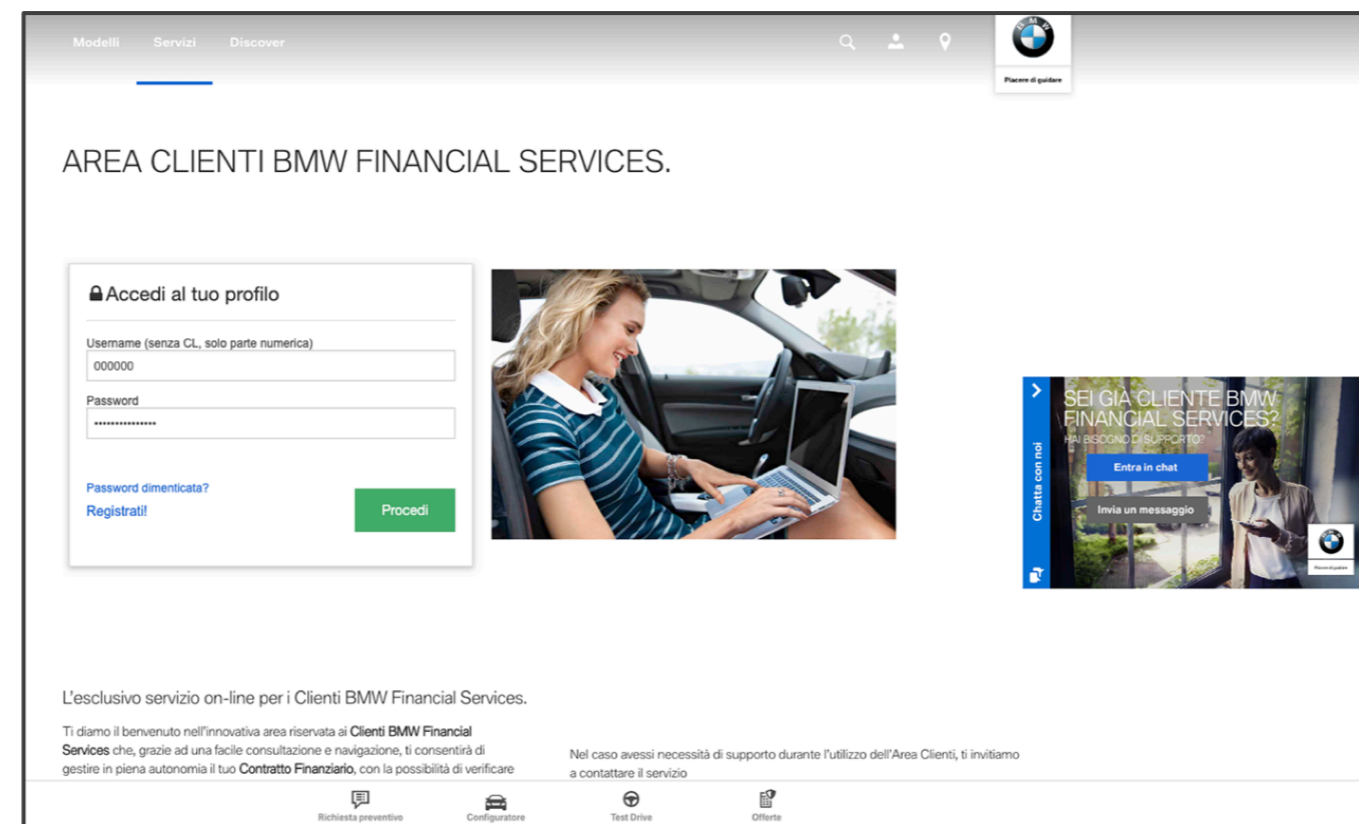 Modelli Servizi Discover
BMW
Piacere di guidare
AREA CLIENTI BMW FINANCIAL SERVICES.
Accedi al tuo profilo
Username (senza CL, solo parte numerica)
000000
Password
•••••••••••••••
Password dimenticata?
Registrati!
Procedi
SEI GIÀ CLIENTE BMW
FINANCIAL SERVICES?
HAI BISOGNO DI SUPPORTO?
Entra in chat
Invia un messaggio
Chatta con noi
Piacere di guidare
L'esclusivo servizio on-line per i Clienti BMW Financial Services.
Ti diamo il benvenuto nell'innovativa area riservata ai Clienti BMW Financial
Services che, grazie ad una facile consultazione e navigazione, ti consentirà di
gestire in piena autonomia il tuo Contratto Finanziario, con la possibilità di verificare
Nel caso avessi necessità di supporto durante l'utilizzo dell'Area Clienti, ti invitiamo
a contattare il servizio
Richiesta preventivo
Configuratore
Test Drive
Offerte